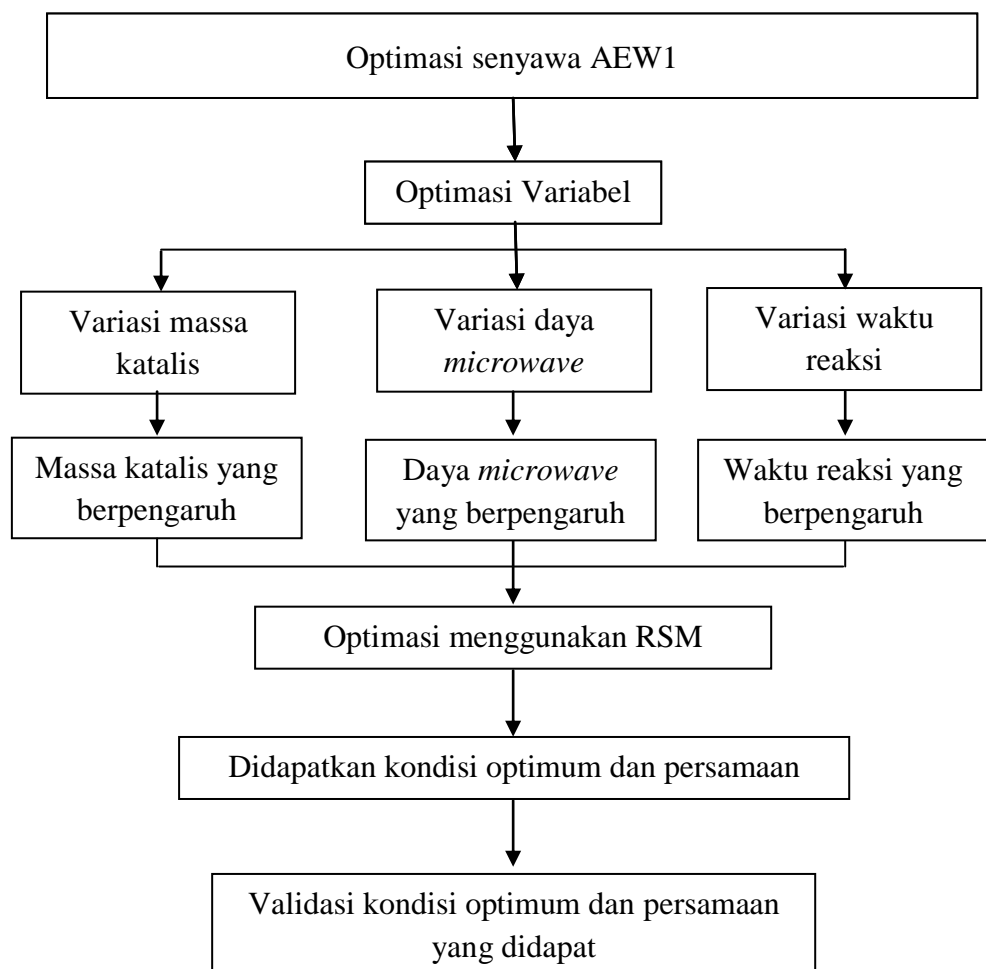 Optimasi senyawa AEW1
Optimasi Variabel
Variasi massa
katalis
Variasi daya
microwave
Variasi waktu
reaksi
Massa katalis yang
berpengaruh
Daya microwave
yang berpengaruh
Waktu reaksi yang
berpengaruh
Optimasi menggunakan RSM
Didapatkan kondisi optimum dan persamaan
Validasi kondisi optimum dan persamaan
yang didapat